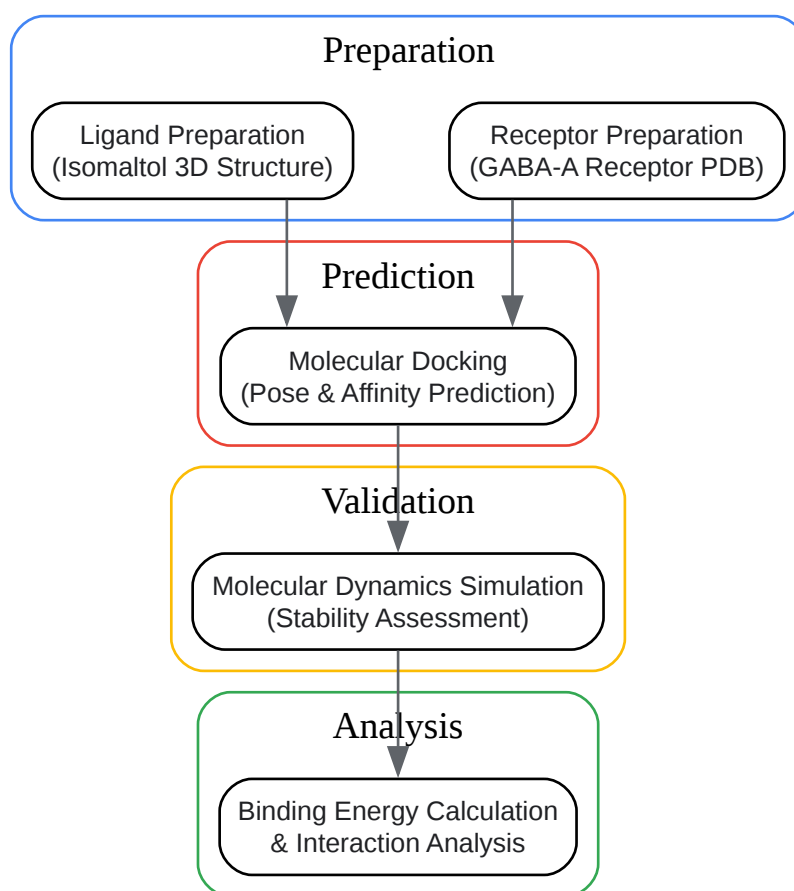 Preparation
Ligand Preparation
(Isomaltol 3D Structure)
Receptor Preparation
(GABA-A Receptor PDB)
Prediction
Molecular Docking
(Pose & Affinity Prediction)
Validation
Molecular Dynamics Simulation
(Stability Assessment)
Analysis
Binding Energy Calculation
& Interaction Analysis